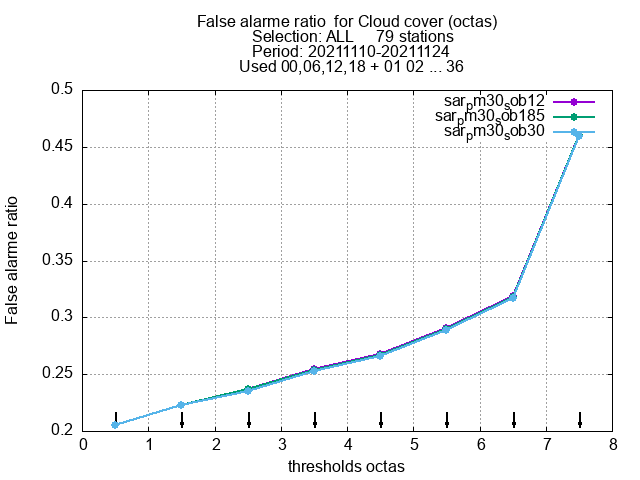 False alarme ratio  for Cloud cover (octas)
Selection: ALL     79 stations
Period: 20211110-20211124
Used 00,06,12,18 + 01 02 ... 36
sar_pm30_sob12
sar_pm30_sob185
sar_pm30_sob30
0.5
0.45
0.4
0.35
0.3
0.25
0.2
False alarme ratio
0 1 2 3 4 5 6 7 8
thresholds octas